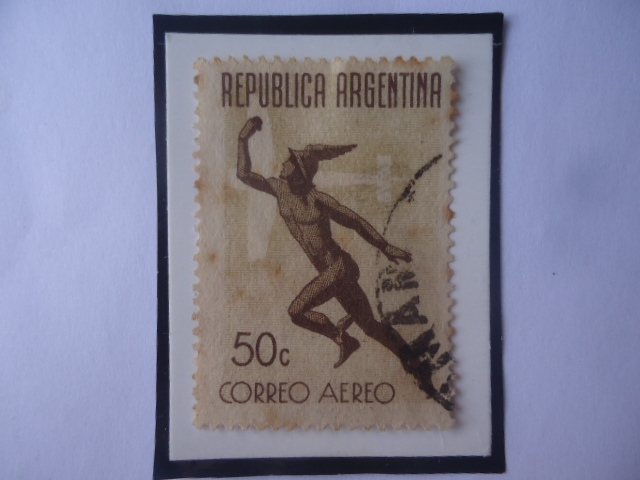 REPUBLICA ARGENTINA
50c
CORREO AEREO